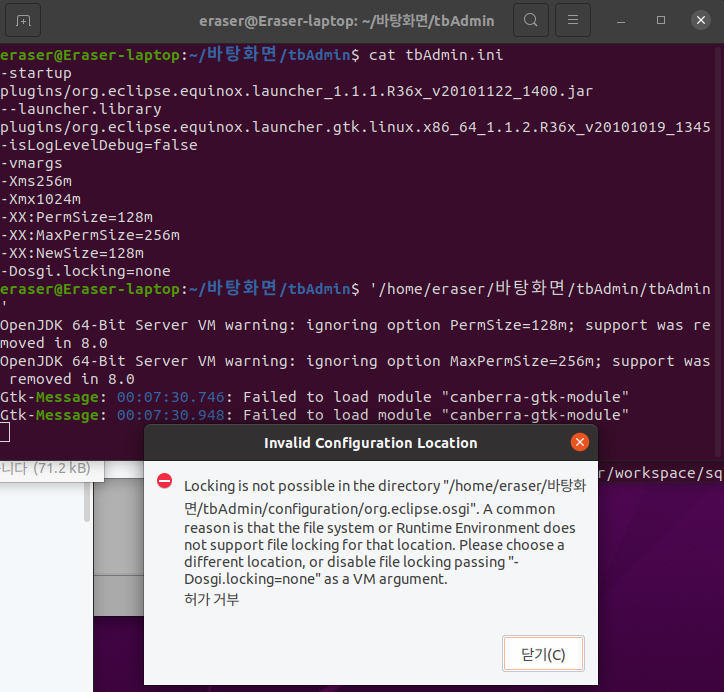 eraser@Eraser-laptop: ~/바탕화면/tbAdmin
eraser@Eraser-laptop:~/바탕화면/tbAdmin$ cat tbAdmin.ini
-startup
plugins/org.eclipse.equinox.launcher_1.1.1.R36x_v20101122_1400.jar
--launcher.library
plugins/org.eclipse.equinox.launcher.gtk.linux.x86_64_1.1.2.R36x_v20101019_1345
-isLogLevelDebug=false
-vmargs
-Xms256m
-Xmx1024m
-XX:PermSize=128m
-XX:MaxPermSize=256m
-XX:NewSize=128m
-Dosgi.locking=none
eraser@Eraser-laptop:~/바탕화면/tbAdmin$ '/home/eraser/바탕화면/tbAdmin/tbAdmin
'
OpenJDK 64-Bit Server VM warning: ignoring option PermSize=128m; support was re
moved in 8.0
OpenJDK 64-Bit Server VM warning: ignoring option MaxPermSize=256m; support was
 removed in 8.0
Gtk-Message: 00:07:30.746: Failed to load module "canberra-gtk-module"
Gtk-Message: 00:07:30.948: Failed to load module "canberra-gtk-module"
니다 (71.2 kB)
r/workspace/sq
Invalid Configuration Location
Locking is not possible in the directory "/home/eraser/바탕화
면/tbAdmin/configuration/org.eclipse.osgi". A common
reason is that the file system or Runtime Environment does
not support file locking for that location. Please choose a
different location, or disable file locking passing "-
Dosgi.locking=none" as a VM argument.
허가 거부
닫기(C)